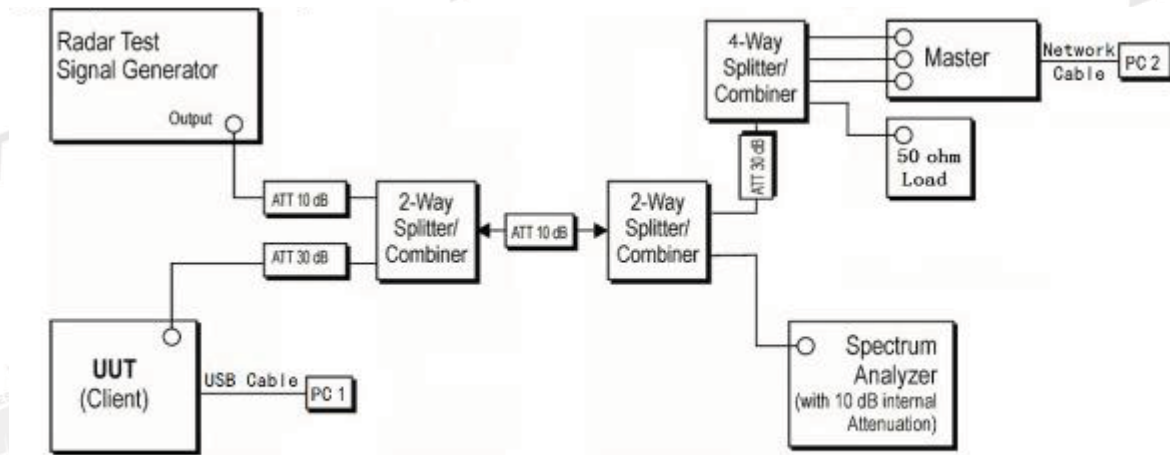 Radar Test
Signal Generator
Output
ATT 10 dB
ATT 30 dB
2-Way
Splitter/
Combiner
ATT 10 dB
2-Way
Splitter/
Combiner
ATT 30 dB
4-Way
Splitter/
Combiner
Master
Network
Cable
PC 2
50 ohm
Load
UUT
(Client)
USB Cable
PC 1
Spectrum
Analyzer
(with 10 dB internal
Attenuation)